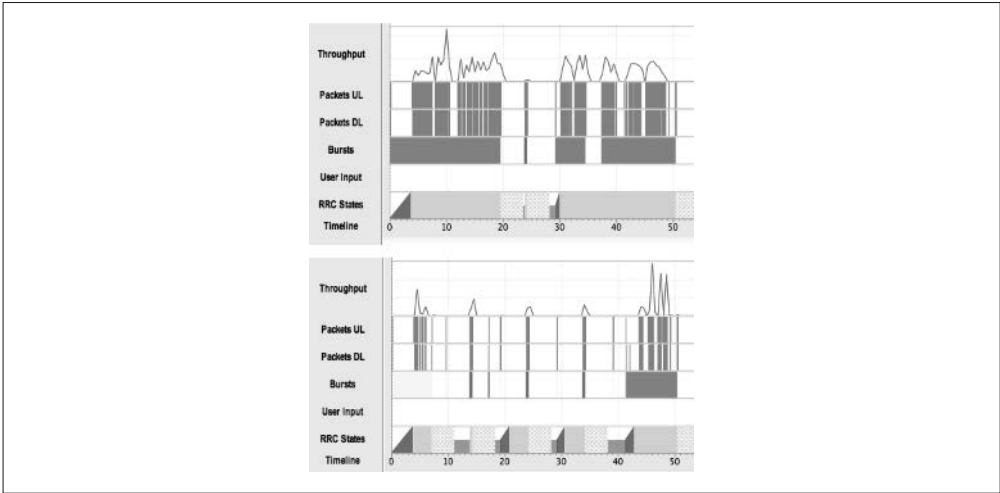 Throughput
Packets UL
Packets DL
Bursts
User Input
RRC States
Timeline
0 10 20 30 40 50
Throughput
Packets UL
Packets DL
Bursts
User Input
RRC States
Timeline
0 10 20 30 40 50